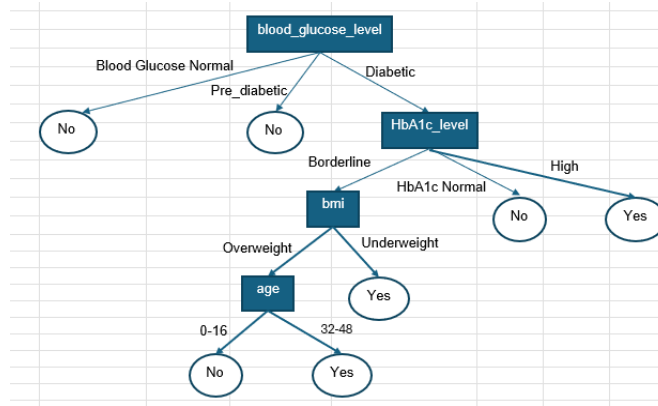 blood_glucose_level
Blood Glucose Normal
Pre_diabetic
Diabetic
No
No
HbA1c_level
Borderline
HbA1c Normal
High
bmi
No
Yes
Overweight
Underweight
age
Yes
0-16
32-48
No
Yes